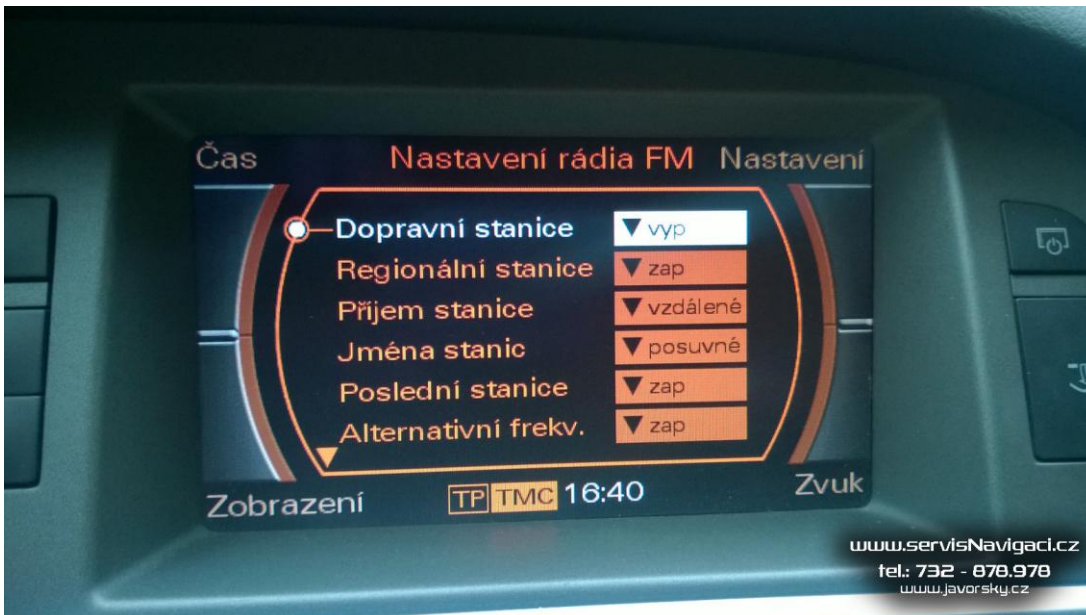 Čas Nastavení rádia FM Nastavení
Dopravní stanice ▼ vyp
Regionální stanice ▼ zap
Příjem stanice ▼ vzdálené
Jména stanic ▼ posuvné
Poslední stanice ▼ zap
Alternativní frekv. ▼ zap
Zobrazení TP TMC 16:40 Zvuk
www.servisNavigaci.cz
tel.: 732 - 878.978
www.javorsky.cz